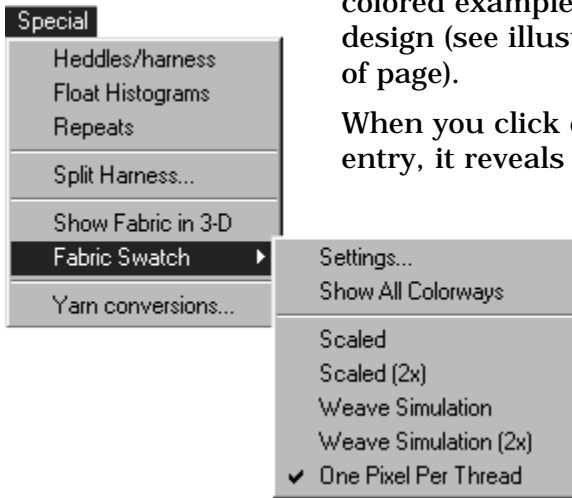 colored example
design (see illus
of page).
When you click
entry, it reveals
Special
Heddles/harness
Float Histograms
Repeats
Split Harness...
Show Fabric in 3-D
Fabric Swatch
Yarn conversions...
Settings...
Show All Colorways
Scaled
Scaled (2x)
Weave Simulation
Weave Simulation (2x)
One Pixel Per Thread